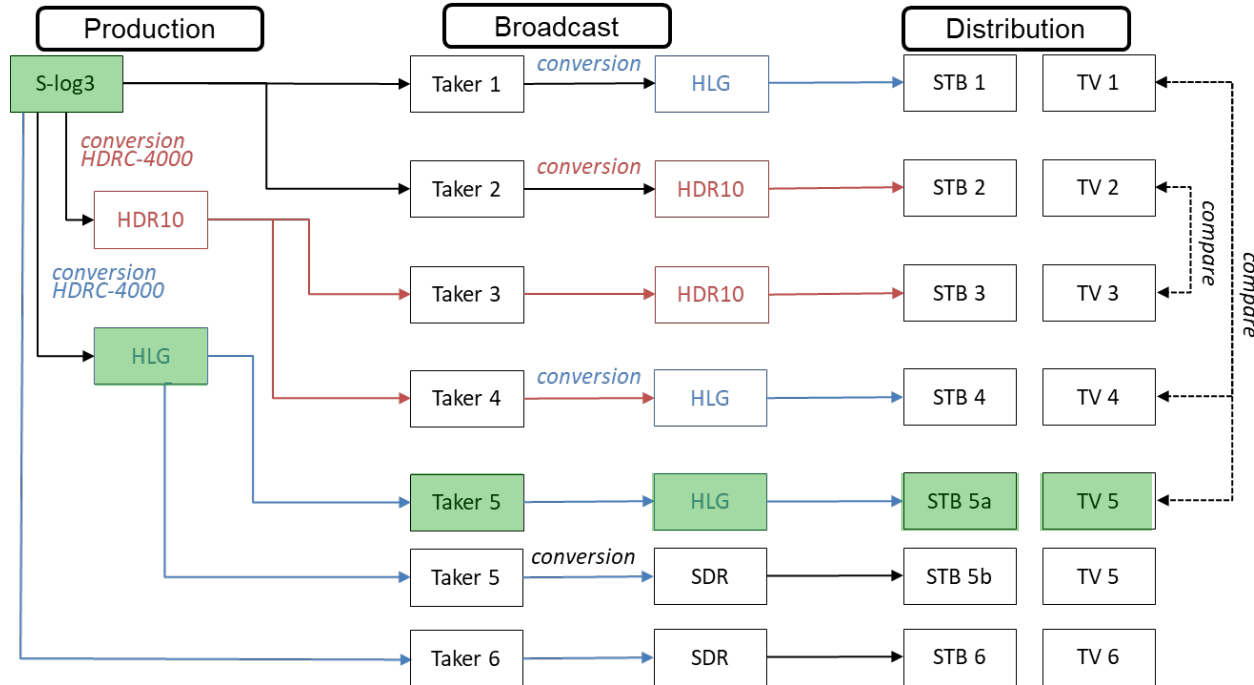 Production
Broadcast
Distribution
S-log3
Taker 1
conversion
HLG
STB 1
TV 1
conversion
HDRC-4000
Taker 2
conversion
HDR10
STB 2
TV 2
compare
compare
HDR10
conversion
HDRC-4000
Taker 3
HDR10
STB 3
TV 3
HLG
Taker 4
conversion
HLG
STB 4
TV 4
Taker 5
HLG
STB 5a
TV 5
Taker 5
conversion
SDR
STB 5b
TV 5
Taker 6
SDR
STB 6
TV 6